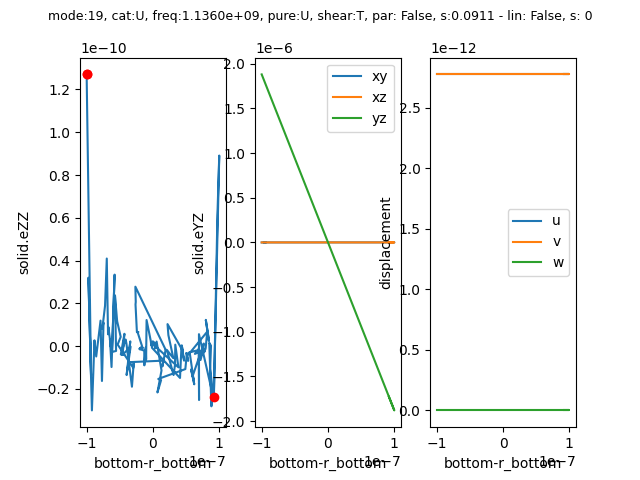 mode:19, cat:U, freq:1.1360e+09, pure:U, shear:T, par: False, s:0.0911 - lin: False, s: 0
1e−10
1.2
1.0
0.8
0.6
0.4
0.2
0.0
−0.2
solid.eZZ
−1
0
1
1e−7
bottom-r_bottom
1e−6
2.0
1.5
1.0
0.5
0.0
−0.5
−1.0
−1.5
−2.0
solid.eYZ
xy
xz
yz
−1
0
1
1e−7
bottom-r_bottom
1e−12
2.5
2.0
1.5
1.0
0.5
0.0
displacement
u
v
w
−1
0
1
1e−7
bottom-r_bottom